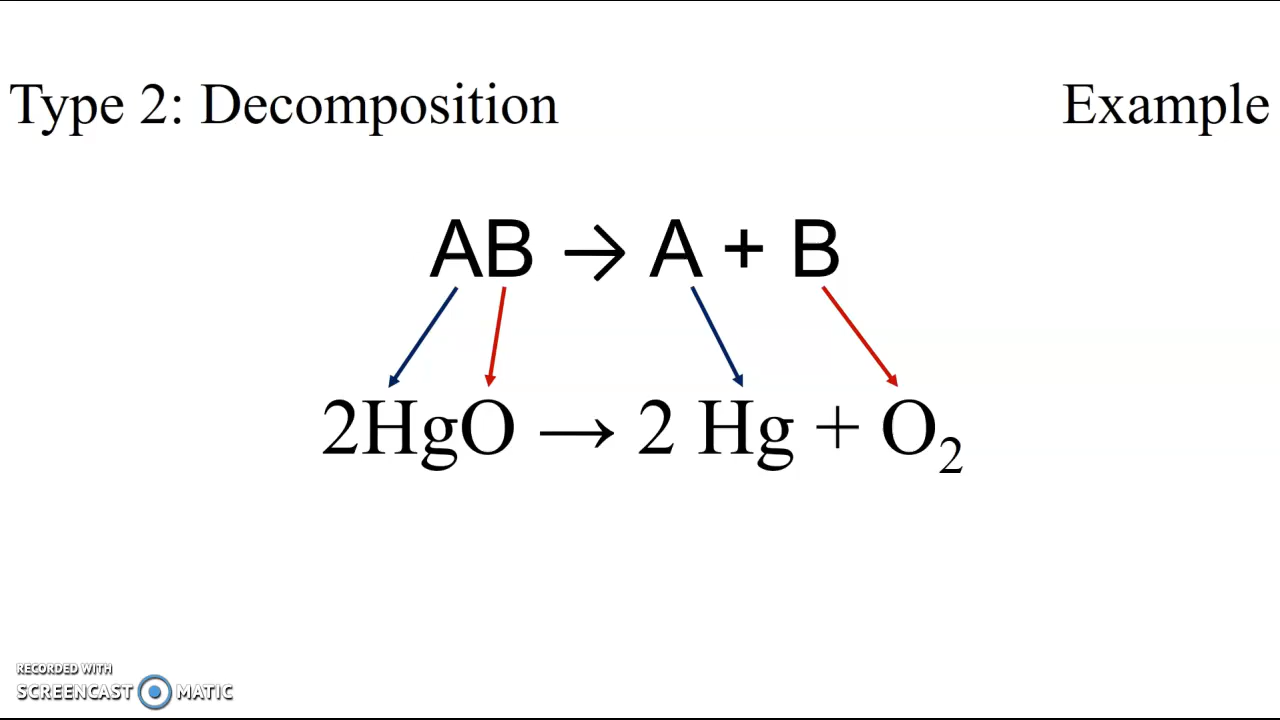 Type 2: Decomposition Example
AB → A + B
2HgO → 2 Hg + O₂
RECORDED WITH
SCREENCAST MATIC